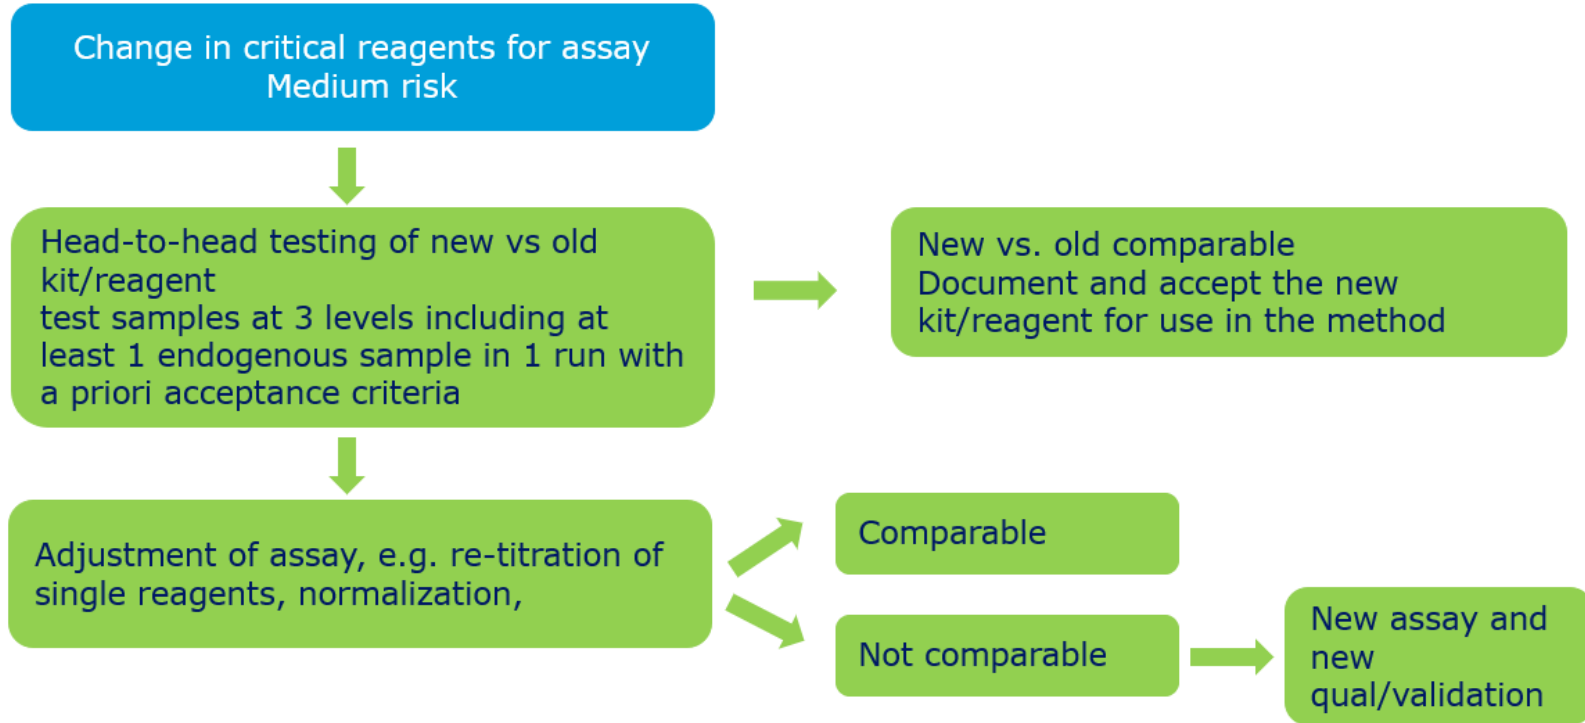 Change in critical reagents for assay
Medium risk
Head-to-head testing of new vs old
kit/reagent
test samples at 3 levels including at
least 1 endogenous sample in 1 run with
a priori acceptance criteria
New vs. old comparable
Document and accept the new
kit/reagent for use in the method
Adjustment of assay, e.g. re-titration of
single reagents, normalization,
Comparable
Not comparable
New assay and
new
qual/validation